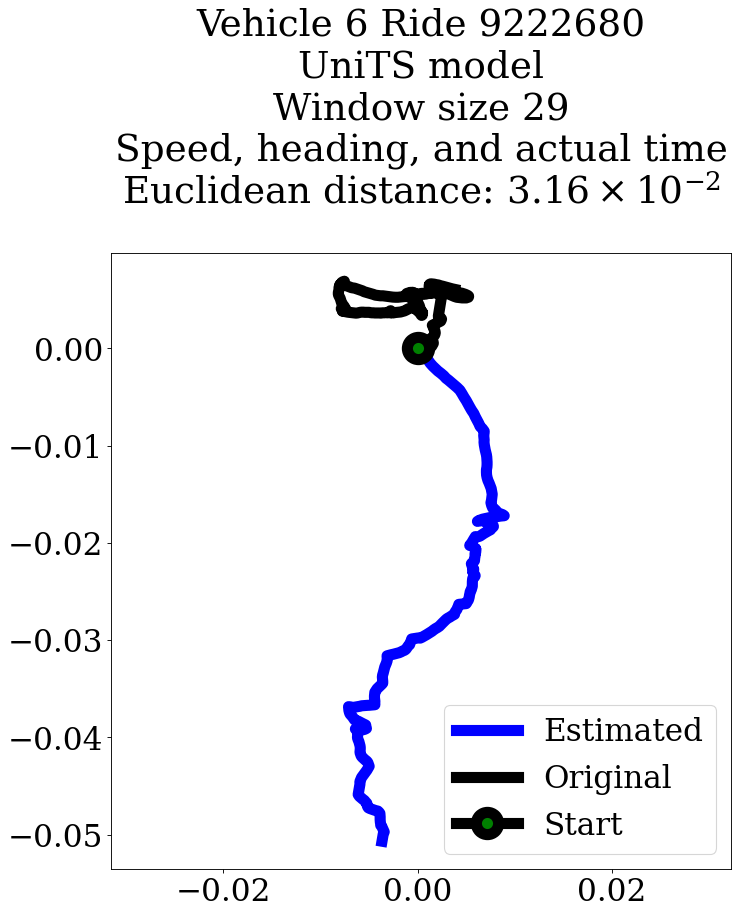 Vehicle 6 Ride 9222680
UniTS model
Window size 29
Speed, heading, and actual time
Euclidean distance: 3.16 × 10⁻²
0.00
−0.01
−0.02
−0.03
−0.04
−0.05
−0.02 0.00 0.02
Estimated
Original
Start